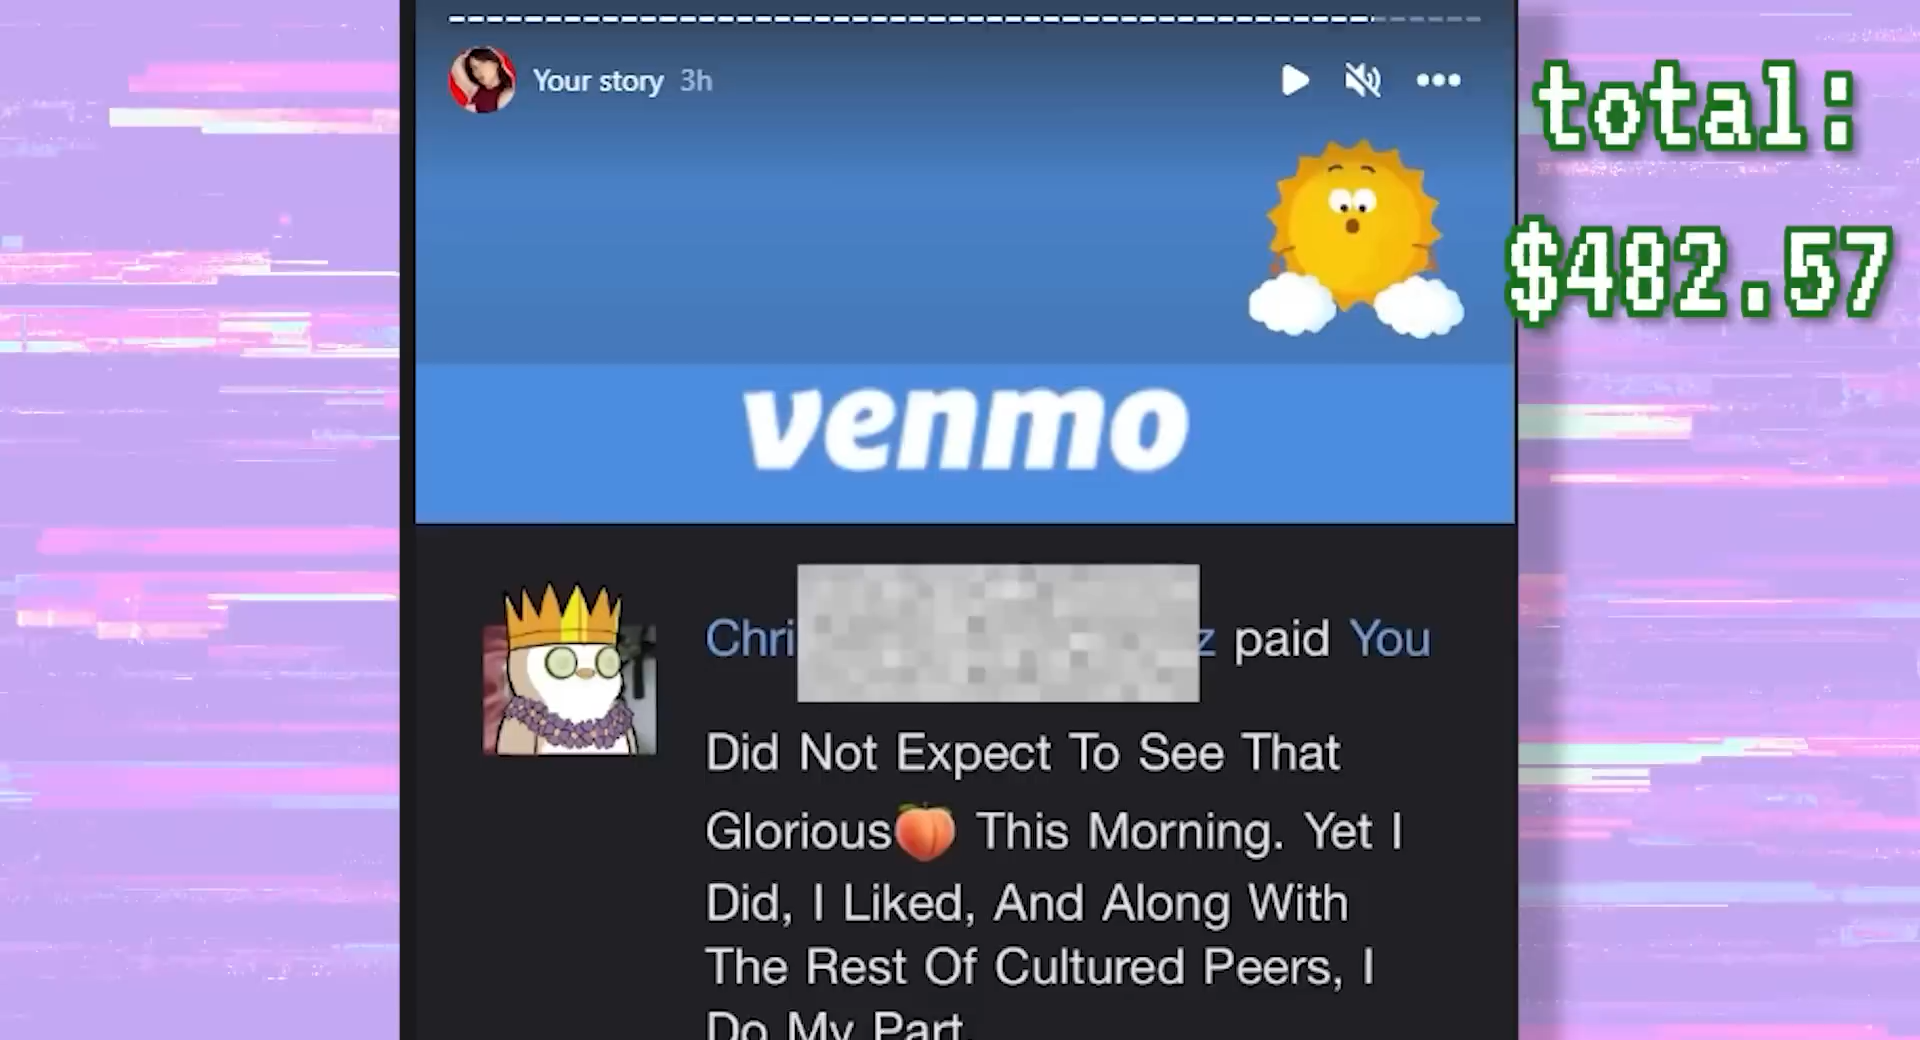 Your story 3h
total:
$482.57
venmo
Chri z paid You
Did Not Expect To See That
Glorious🍑 This Morning. Yet I
Did, I Liked, And Along With
The Rest Of Cultured Peers, I
Do My Part.